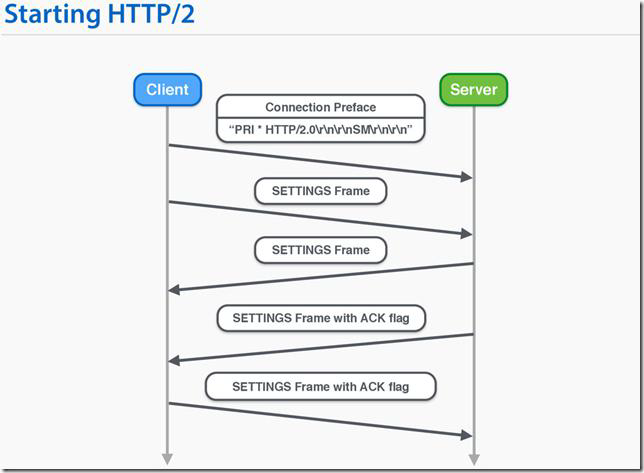 Starting HTTP/2
Client
Server
Connection Preface
“PRI * HTTP/2.0\r\n\r\nSM\r\n\r\n”
SETTINGS Frame
SETTINGS Frame
SETTINGS Frame with ACK flag
SETTINGS Frame with ACK flag